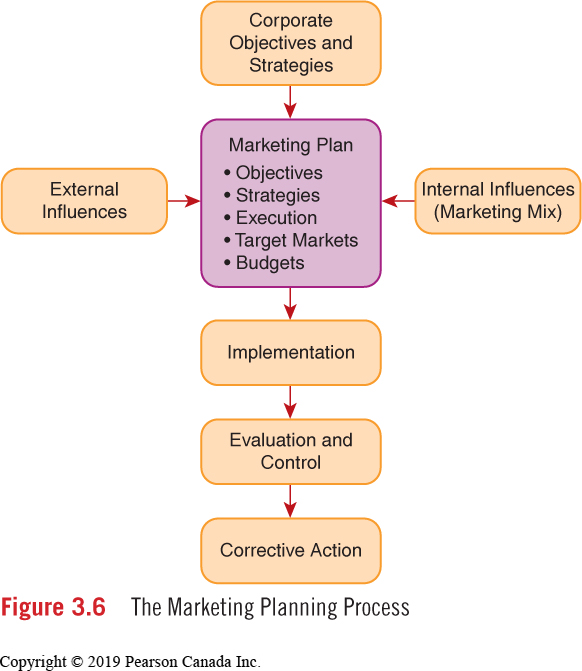 Corporate
Objectives and
Strategies
Marketing Plan
• Objectives
• Strategies
• Execution
• Target Markets
• Budgets
External
Influences
Internal Influences
(Marketing Mix)
Implementation
Evaluation and
Control
Corrective Action
Figure 3.6 The Marketing Planning Process
Copyright © 2019 Pearson Canada Inc.